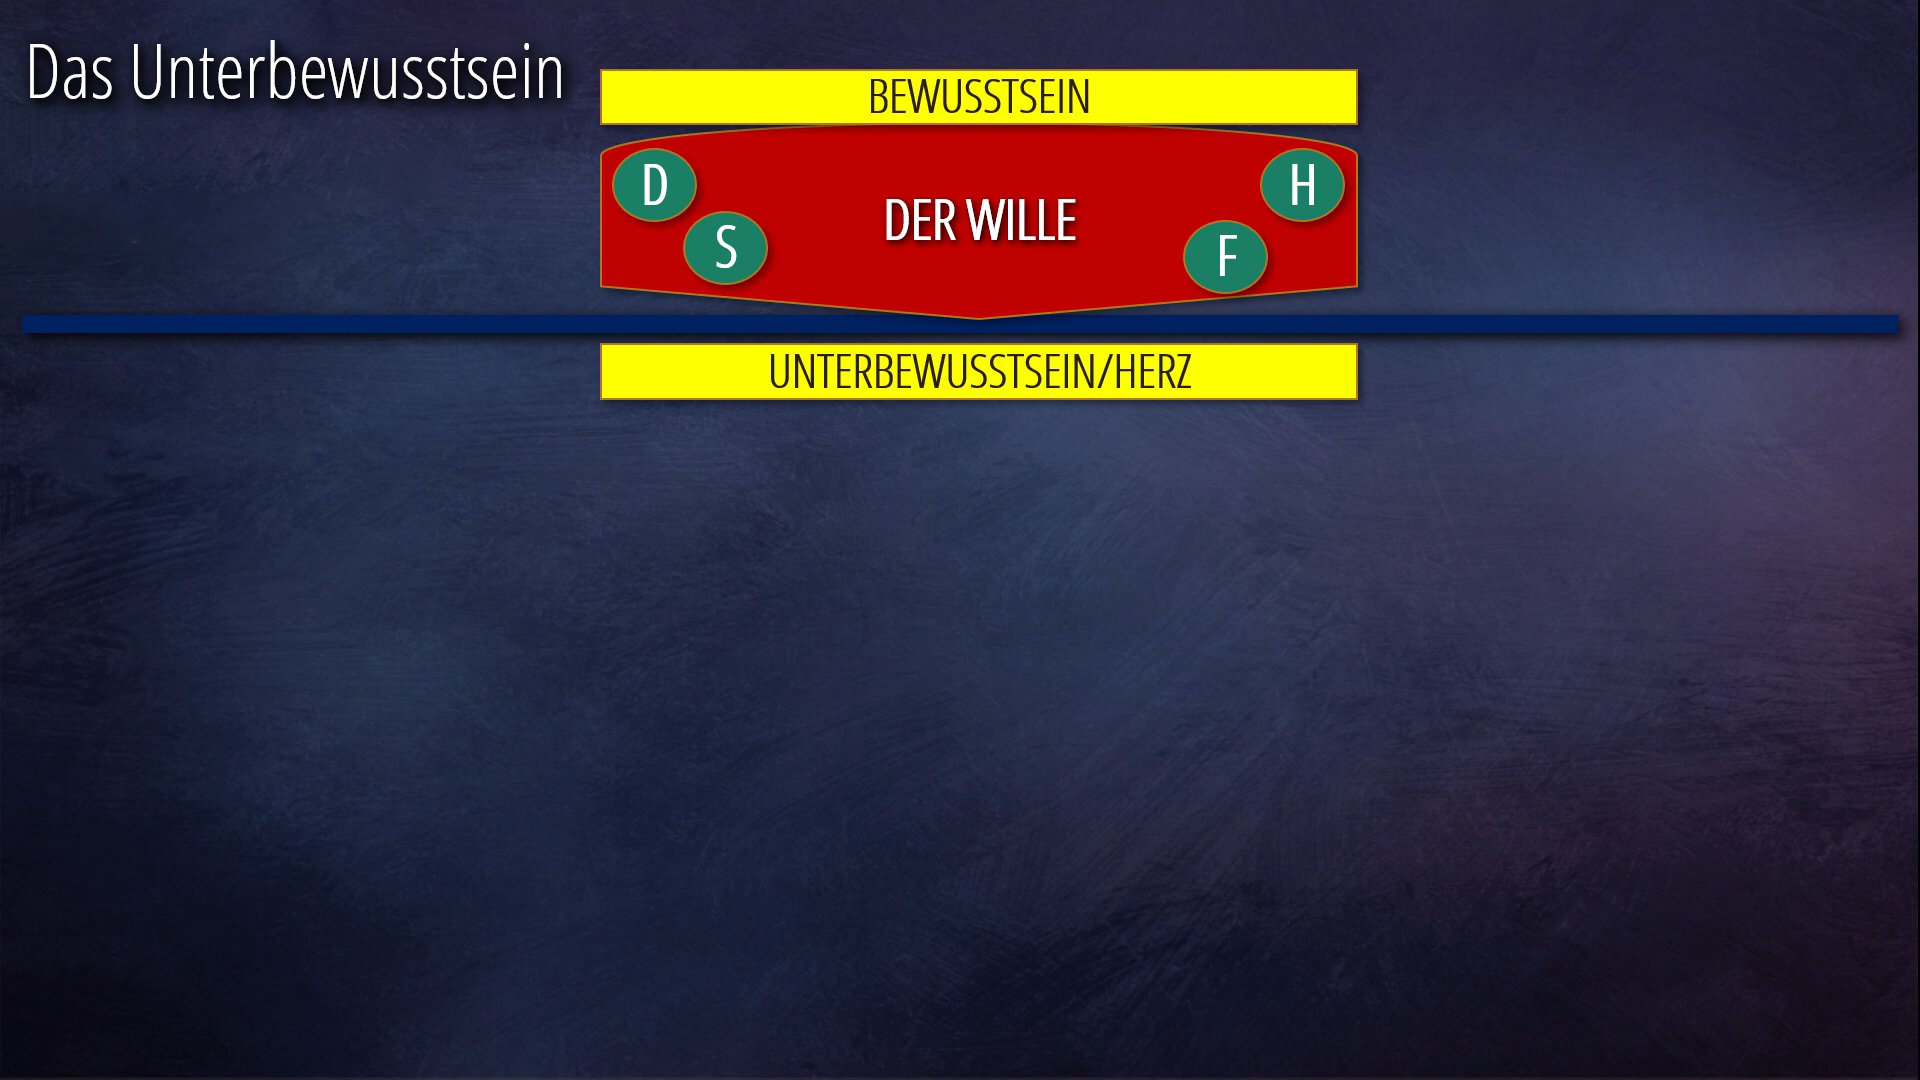 Das Unterbewusstsein
BEWUSSTSEIN
D
H
S
DER WILLE
F
UNTERBEWUSSTSEIN/HERZ